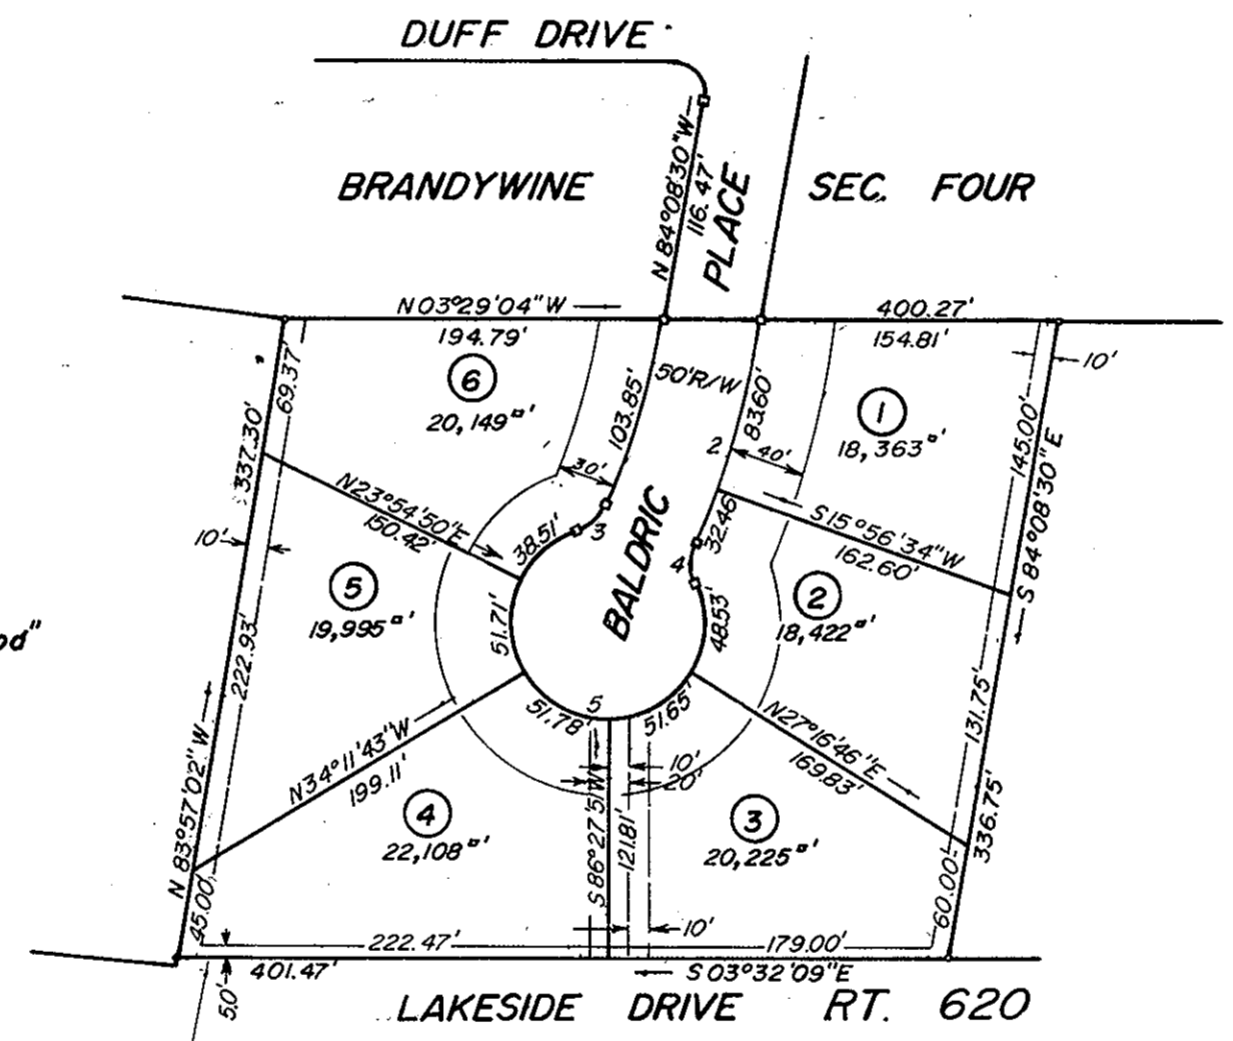 DUFF DRIVE
N 84°08'30"W
116.47'
PLACE
BRANDYWINE
SEC. FOUR
N 03°29'04"W
400.27'
194.79'
154.81'
6
20,149□'
69.37'
337.30'
103.85'
50'R/W
83.60'
1
18,363□'
10'
145.00'
S 84°08'30"E
2
40'
30'
N23°54'50"E
150.42'
38.51'
3
32.46
S15°56'34"W
162.60'
10'
5
19,995□'
51.71'
BALDRIC
4
48.53'
2
18,422□'
od"
222.93'
N 83°57'02"W
N34°11'43"W
199.11'
51.78'
5
51.65'
N27°16'46"E
169.83'
131.75'
336.75'
4
22,108□'
S 86°27'51"W
121.81'
10'
20'
3
20,225□'
45.00'
60.00'
10'
222.47'
179.00'
401.47'
S 03°32'09"E
5.0'
LAKESIDE DRIVE RT. 620